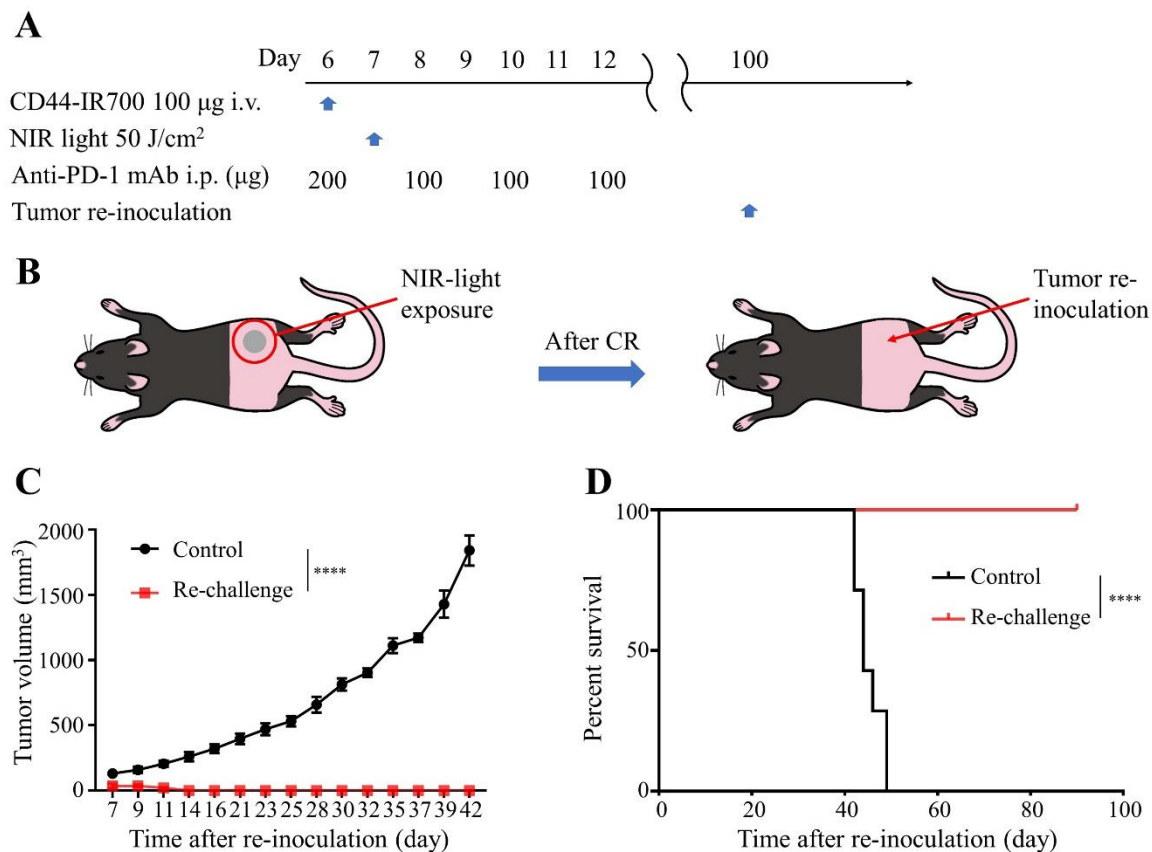 A
Day 6 7 8 9 10 11 12 100
CD44-IR700 100 μg i.v.
NIR light 50 J/cm²
Anti-PD-1 mAb i.p. (μg) 200 100 100 100
Tumor re-inoculation
B
NIR-light
exposure
After CR
Tumor re-
inoculation
C
Tumor volume (mm³)
2000
1500
1000
500
0
Control
Re-challenge
****
7 9 11 14 16 21 23 25 28 30 32 35 37 39 42
Time after re-inoculation (day)
D
Percent survival
100
50
0
Control
Re-challenge
****
0 20 40 60 80 100
Time after re-inoculation (day)